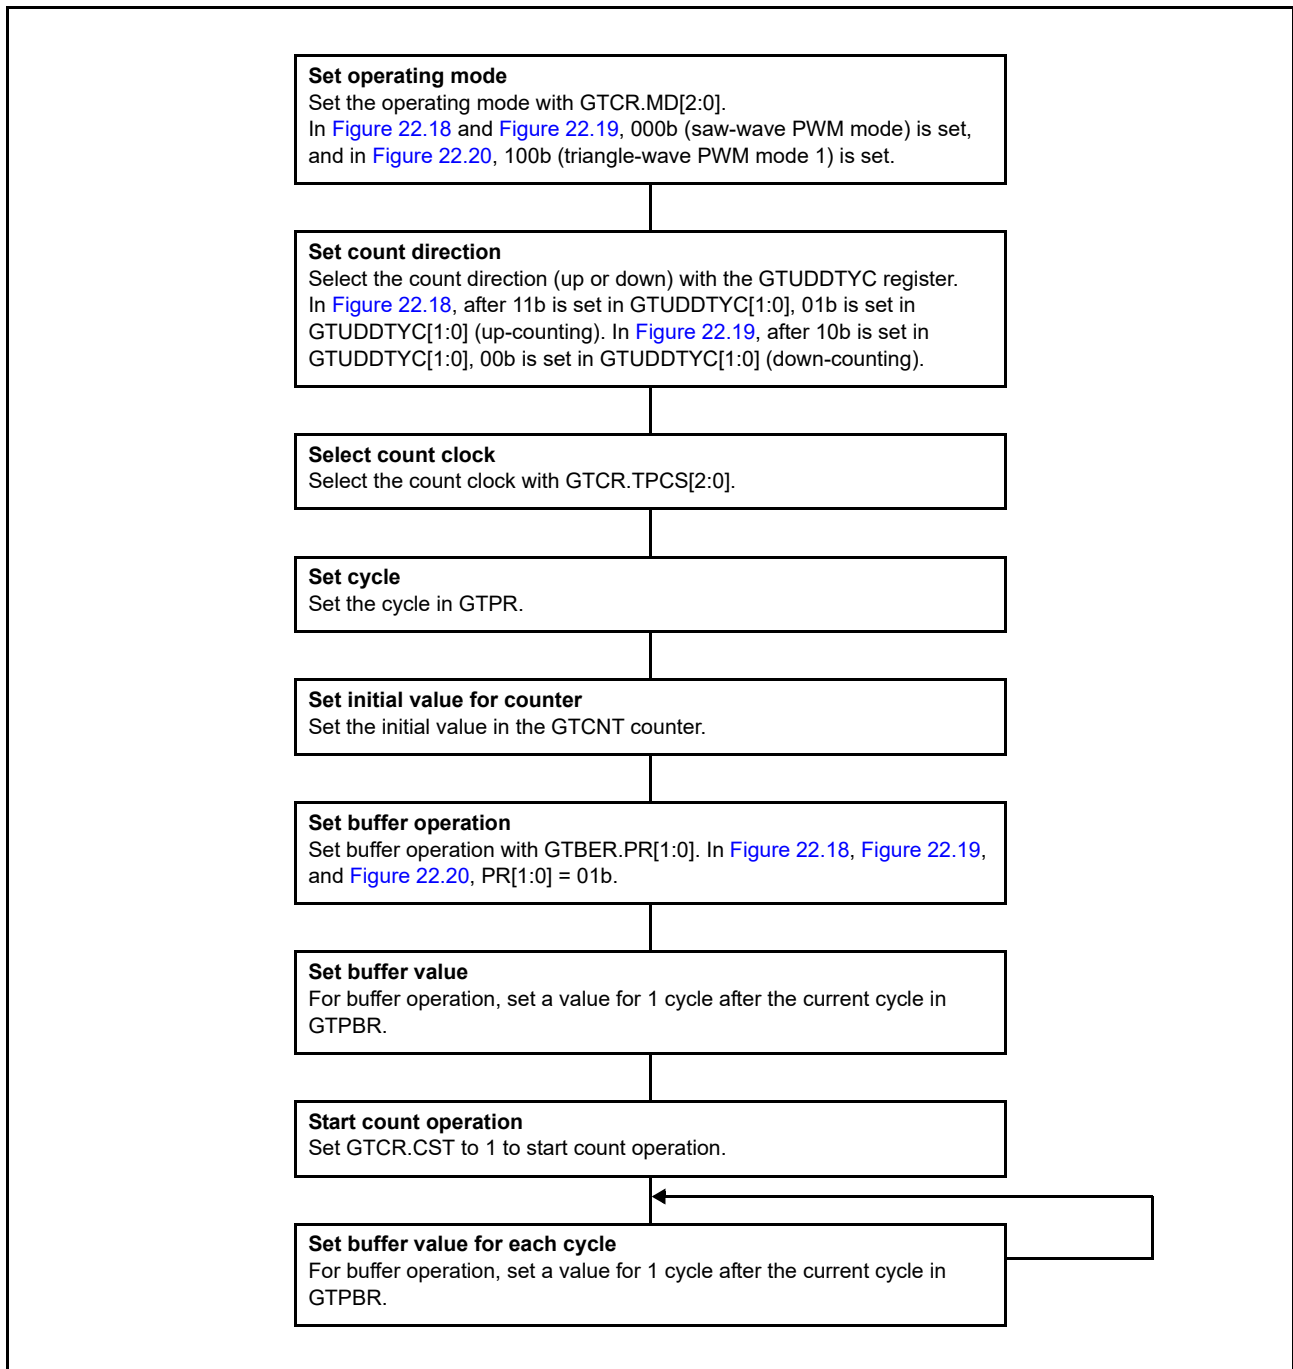 Set operating mode
Set the operating mode with GTCR.MD[2:0].
In Figure 22.18 and Figure 22.19, 000b (saw-wave PWM mode) is set,
and in Figure 22.20, 100b (triangle-wave PWM mode 1) is set.
Set count direction
Select the count direction (up or down) with the GTUDDTYC register.
In Figure 22.18, after 11b is set in GTUDDTYC[1:0], 01b is set in
GTUDDTYC[1:0] (up-counting). In Figure 22.19, after 10b is set in
GTUDDTYC[1:0], 00b is set in GTUDDTYC[1:0] (down-counting).
Select count clock
Select the count clock with GTCR.TPCS[2:0].
Set cycle
Set the cycle in GTPR.
Set initial value for counter
Set the initial value in the GTCNT counter.
Set buffer operation
Set buffer operation with GTBER.PR[1:0]. In Figure 22.18, Figure 22.19,
and Figure 22.20, PR[1:0] = 01b.
Set buffer value
For buffer operation, set a value for 1 cycle after the current cycle in
GTPBR.
Start count operation
Set GTCR.CST to 1 to start count operation.
Set buffer value for each cycle
For buffer operation, set a value for 1 cycle after the current cycle in
GTPBR.